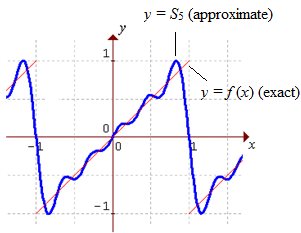 y = S₅ (approximate)
y
1
y = f (x) (exact)
0
-1 0 1 x
-1